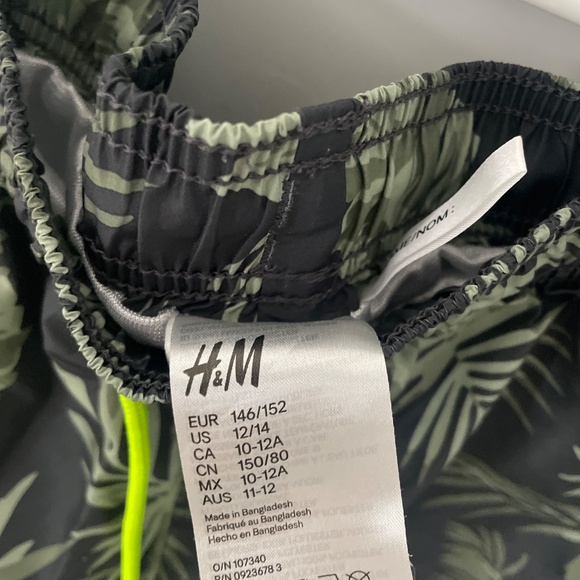 /NOM:
H&M
EUR 146/152
US 12/14
CA 10-12A
CN 150/80
MX 10-12A
AUS 11-12
Made in Bangladesh
Fabriqué au Bangladesh
Hecho en Bangladesh
O/N 107340
P/N 0923678 3